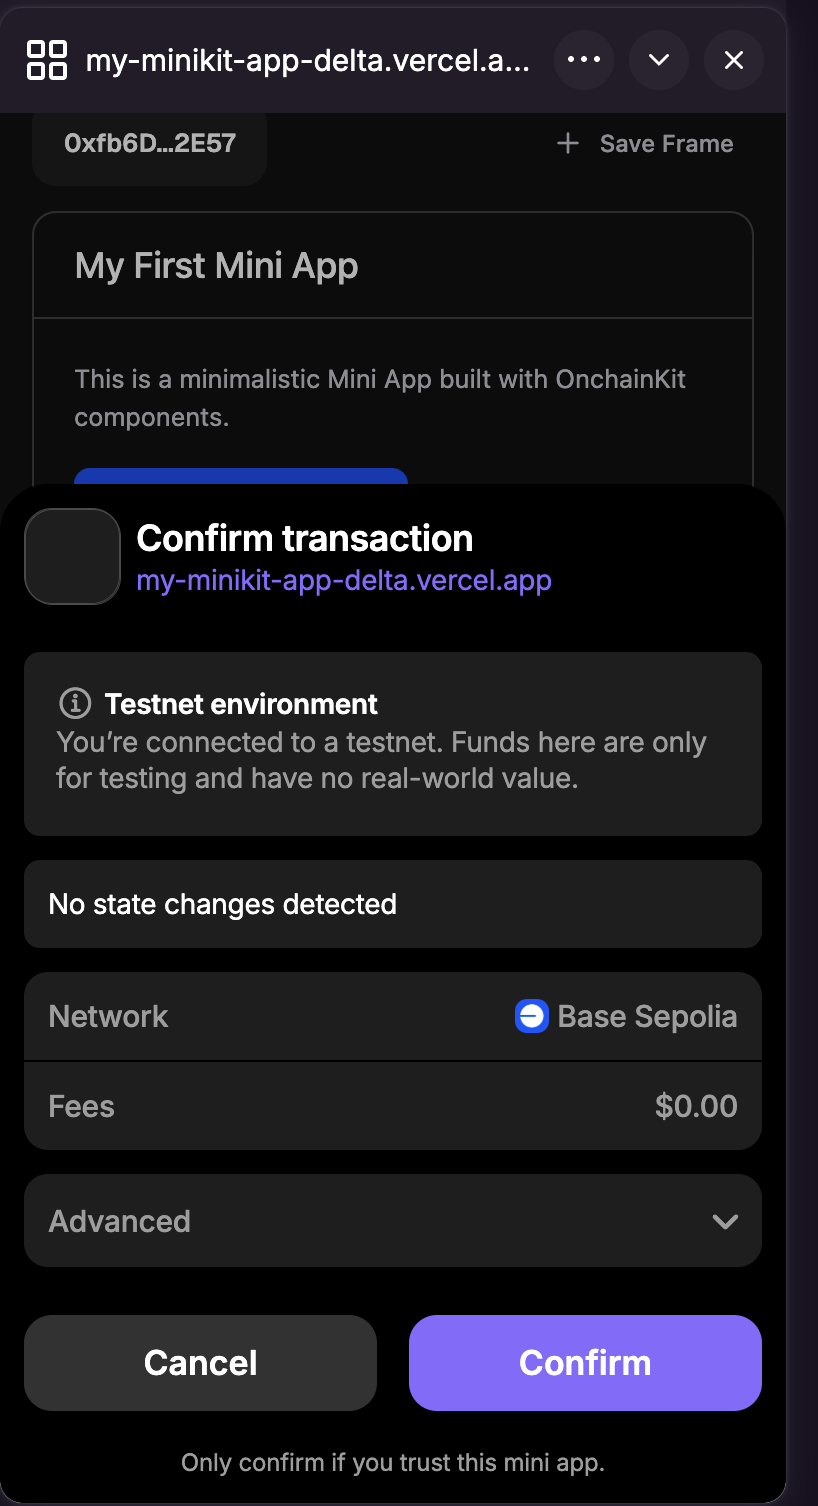 my-minikit-app-delta.vercel.a...
0xfb6D...2E57
Save Frame
My First Mini App
This is a minimalistic Mini App built with OnchainKit
components.
Confirm transaction
my-minikit-app-delta.vercel.app
Testnet environment
You’re connected to a testnet. Funds here are only
for testing and have no real-world value.
No state changes detected
Network
Base Sepolia
Fees
$0.00
Advanced
Cancel
Confirm
Only confirm if you trust this mini app.